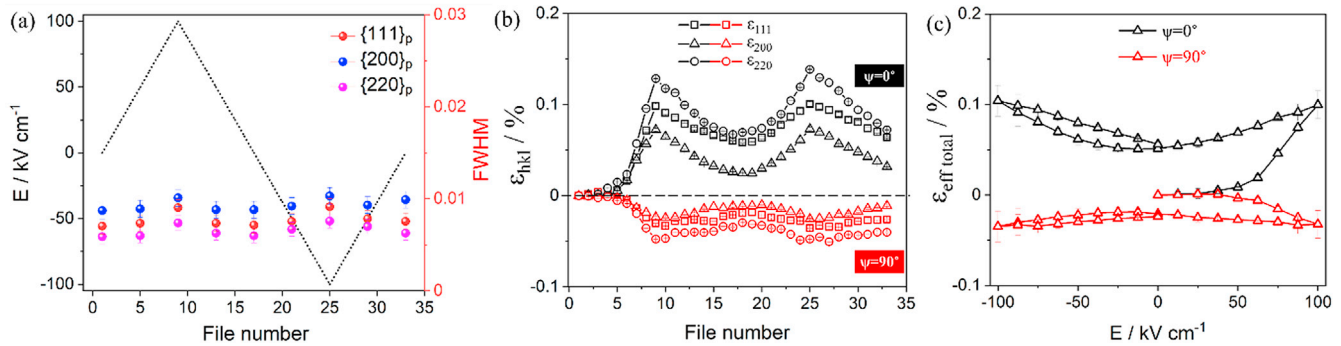 (a)
{111}p
{200}p
{220}p
100
50
0
-50
-100
E / kV cm-1
0.03
0.02
0.01
0.00
FWHM
0 5 10 15 20 25 30 35
File number
(b)
ε111
ε200
ε220
ψ=0°
ψ=90°
0.2
0.1
0
0.1
εhkl / %
0 5 10 15 20 25 30 35
File number
(c)
ψ=0°
ψ=90°
0.2
0.1
0
0.1
εeff total / %
-100 -50 0 50 100
E / kV cm-1